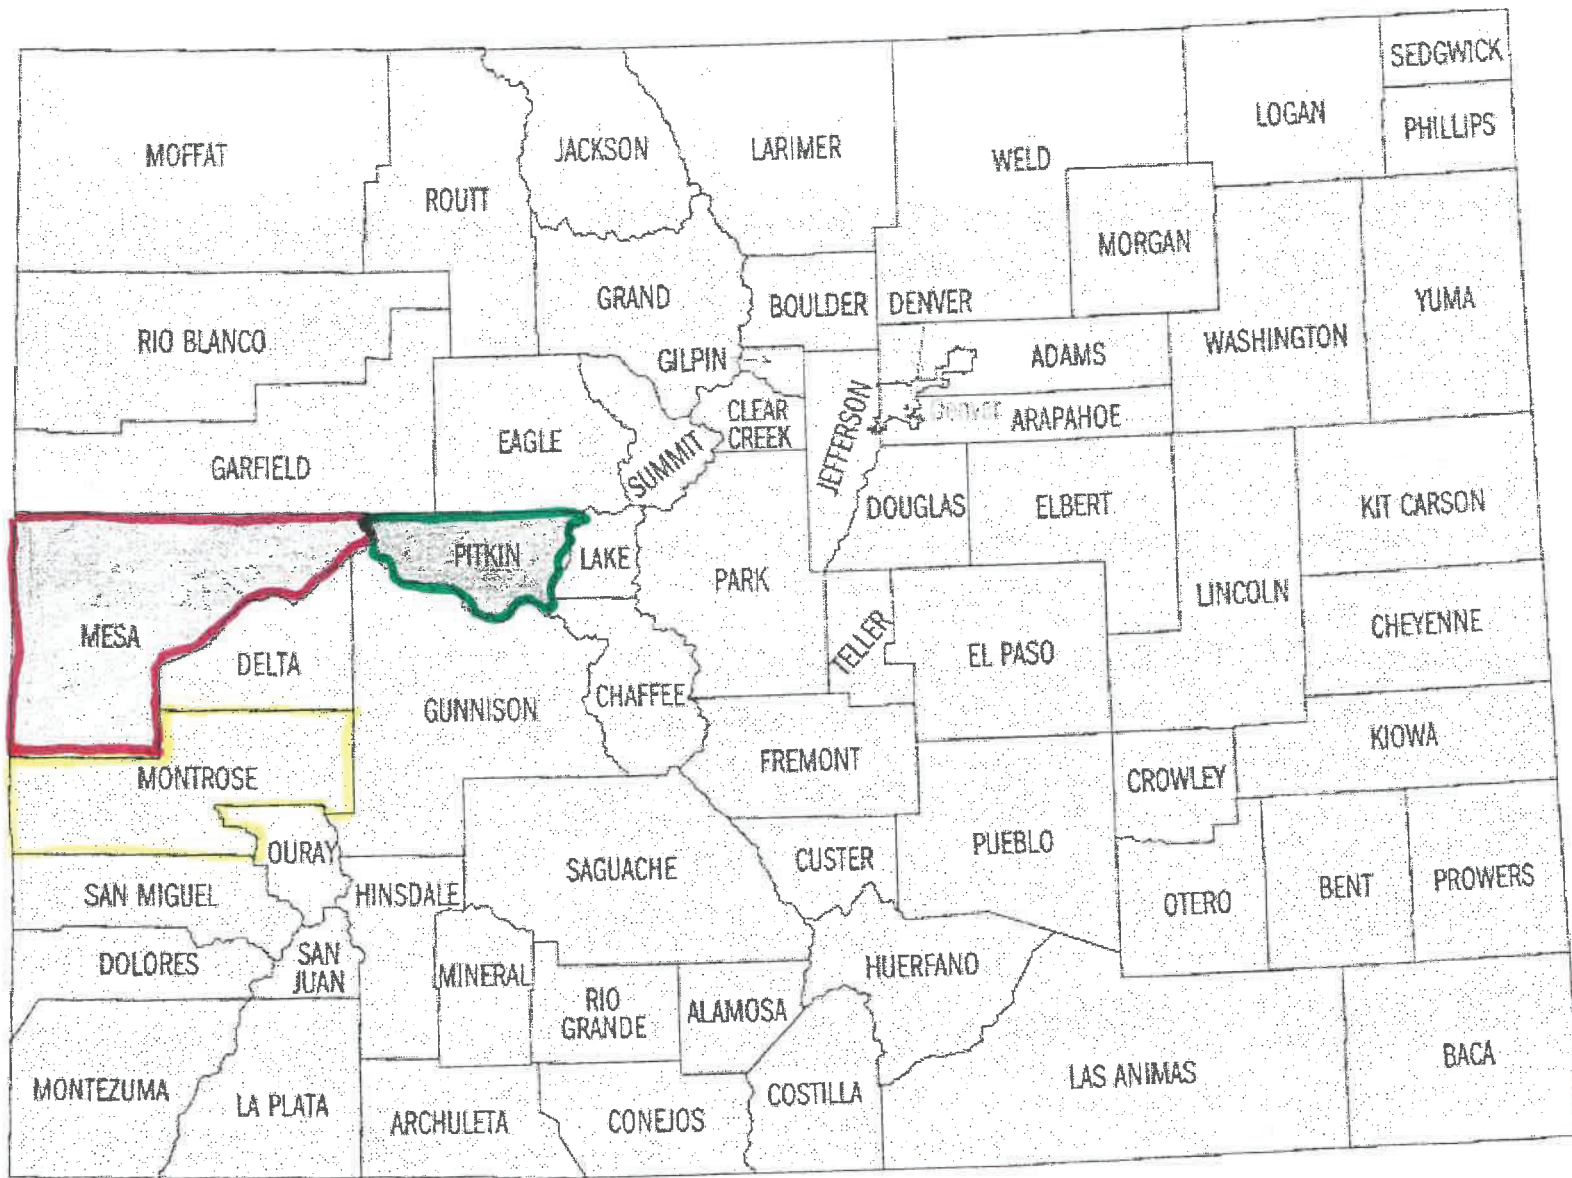 SEDGWICK
LOGAN
PHILLIPS
MOFFAT
JACKSON
LARIMER
WELD
ROUTT
MORGAN
GRAND
BOULDER
DENVER
YUMA
RIO BLANCO
WASHINGTON
GILPIN
ADAMS
CLEAR
CREEK
JEFFERSON
Denver
ARAPAHOE
EAGLE
SUMMIT
GARFIELD
DOUGLAS
ELBERT
KIT CARSON
PITKIN
LAKE
PARK
LINCOLN
MESA
DELTA
TELLER
EL PASO
CHEYENNE
GUNNISON
CHAFFEE
FREMONT
KIOWA
MONTROSE
CROWLEY
OURAY
SAGUACHE
CUSTER
PUEBLO
SAN MIGUEL
HINSDALE
OTERO
BENT
PROWERS
DOLORES
SAN
JUAN
MINERAL
HUERFANO
RIO
GRANDE
ALAMOSA
MONTEZUMA
LA PLATA
ARCHULETA
CONEJOS
COSTILLA
LAS ANIMAS
BACA